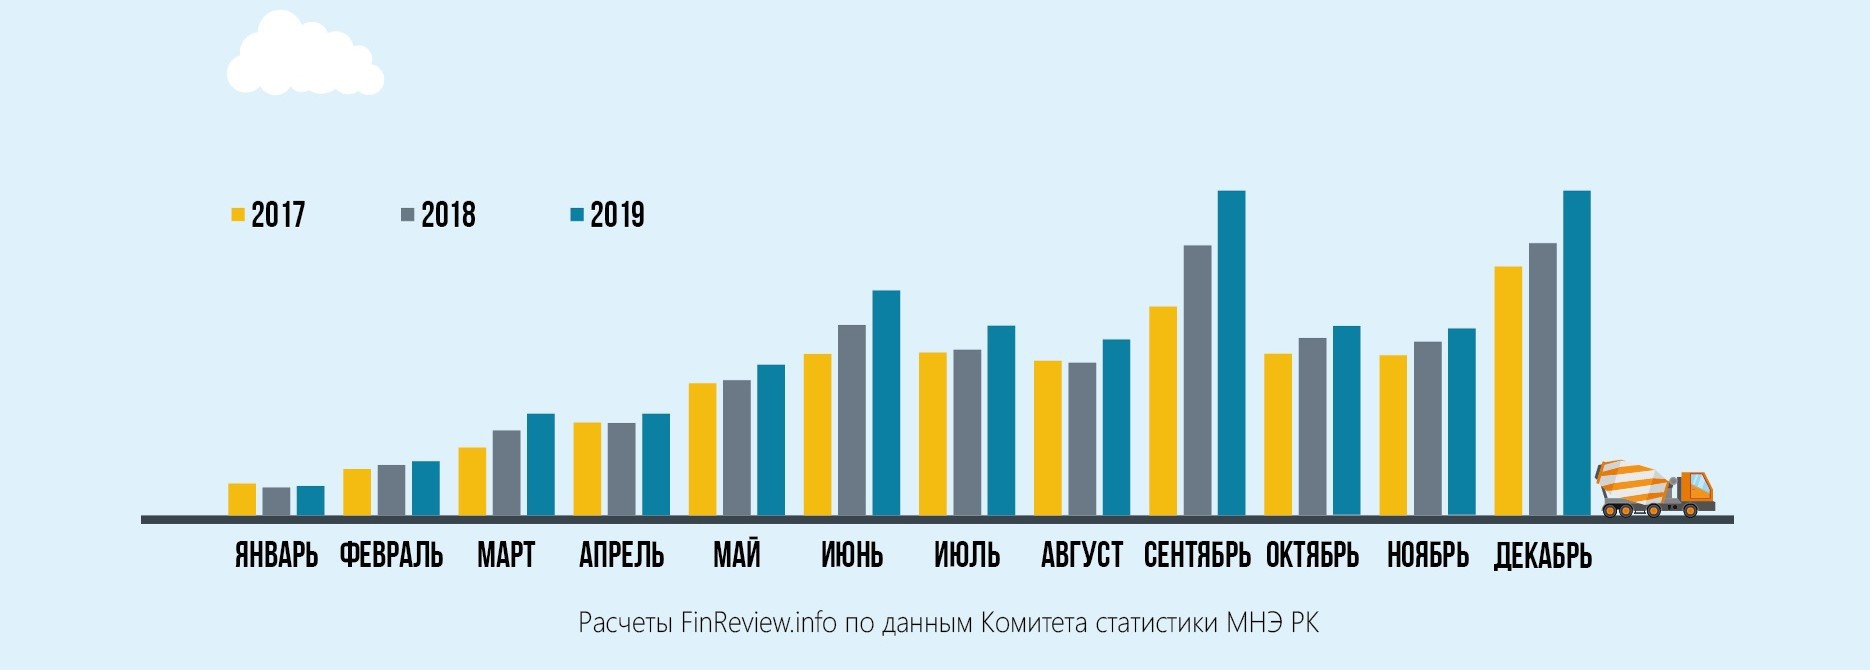 2017 2018 2019
ЯНВАРЬ ФЕВРАЛЬ МАРТ АПРЕЛЬ МАЙ ИЮНЬ ИЮЛЬ АВГУСТ СЕНТЯБРЬ ОКТЯБРЬ НОЯБРЬ ДЕКАБРЬ
Расчеты FinReview.info по данным Комитета статистики МНЭ РК